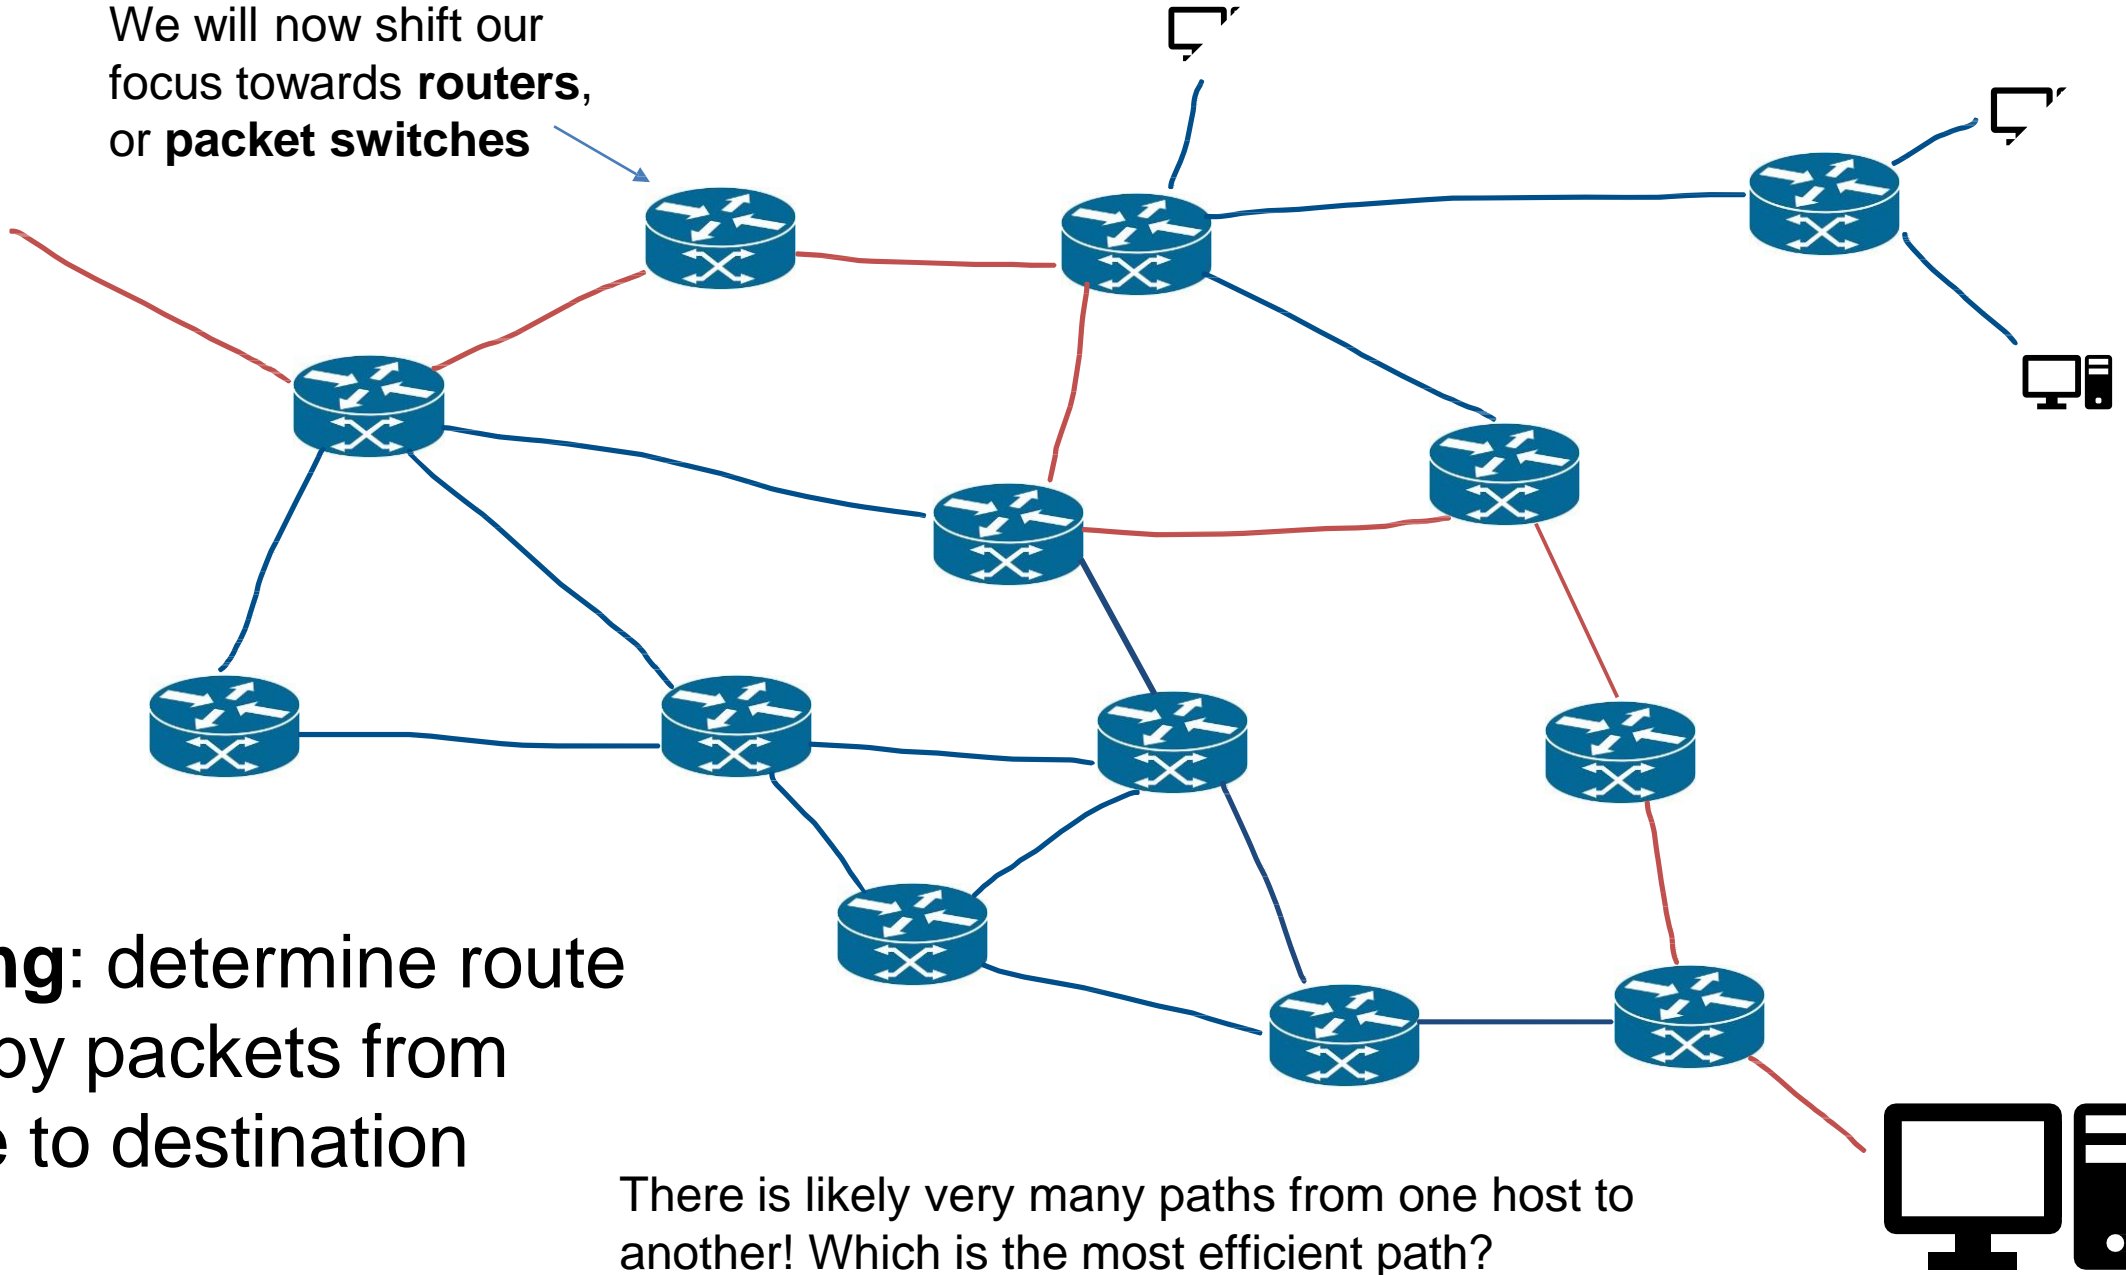 We will now shift our
focus towards routers,
or packet switches
ng: determine route
by packets from
e to destination
There is likely very many paths from one host to
another! Which is the most efficient path?